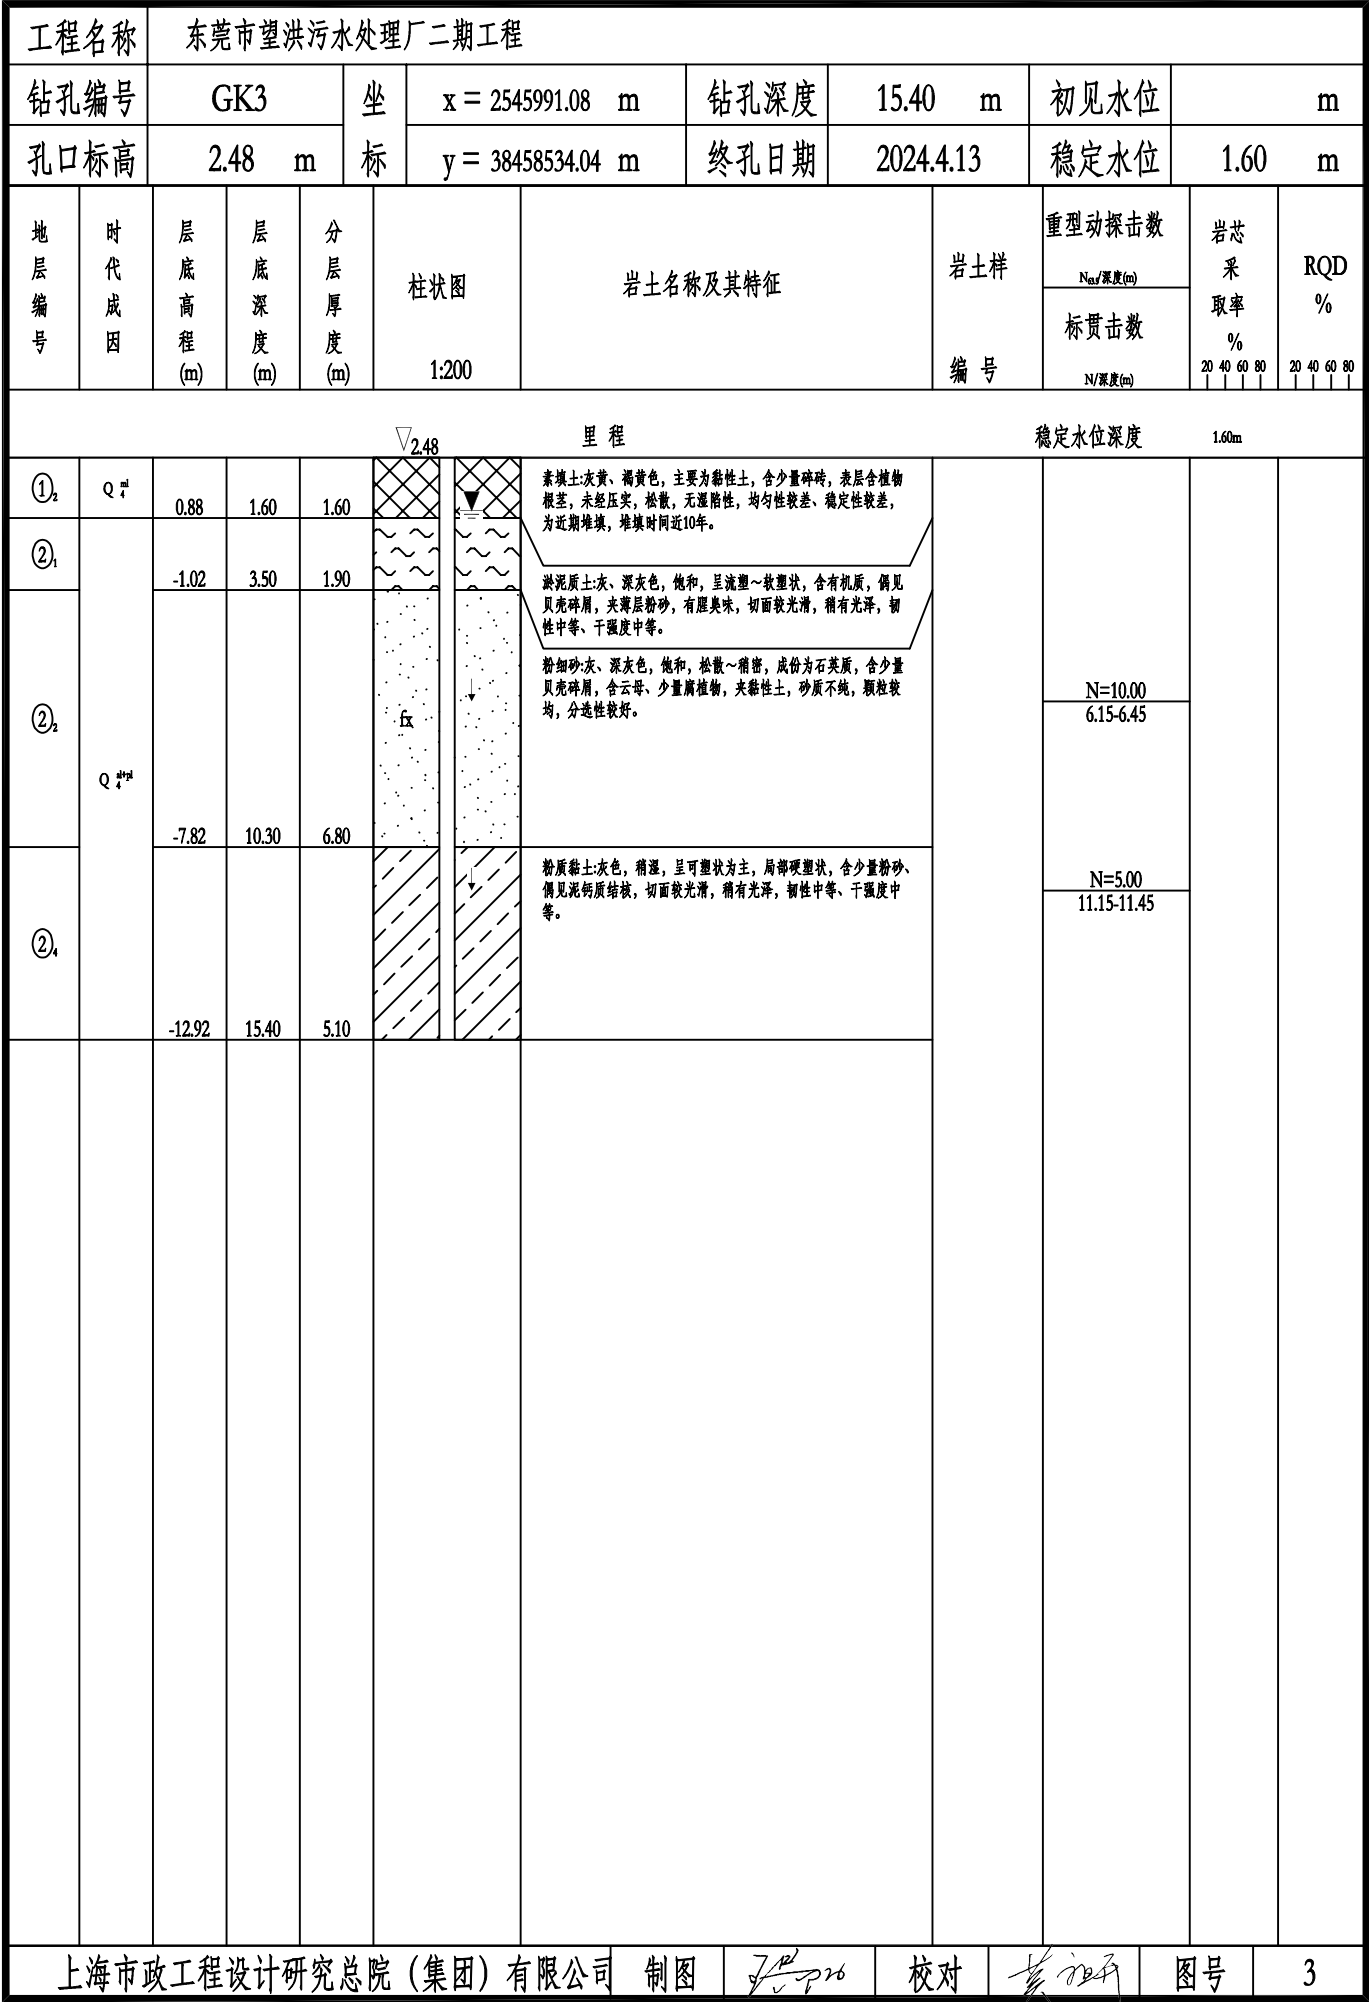 工程名称 东莞市望洪污水处理厂二期工程
钻孔编号 GK3 坐 x = 2545991.08 m 钻孔深度 15.40 m 初见水位 m
孔口标高 2.48 m 标 y = 38458534.04 m 终孔日期 2024.4.13 稳定水位 1.60 m
地层编号
时代成因
层底高程(m)
层底深度(m)
分层厚度(m)
柱状图
1:200
岩土名称及其特征
岩土样
编 号
重型动探击数
N63.5/深度(m)
标贯击数
N/深度(m)
岩芯
采
取率
%
20 40 60 80
RQD
%
20 40 60 80
▽2.48 里 程 稳定水位深度 1.60m
①2 Q4ml 0.88 1.60 1.60
素填土:灰黄、褐黄色，主要为黏性土，含少量碎砖，表层含植物
根茎，未经压实，松散，无湿陷性，均匀性较差、稳定性较差，
为近期堆填，堆填时间近10年。
②1 -1.02 3.50 1.90
淤泥质土:灰、深灰色，饱和，呈流塑～软塑状，含有机质，偶见
贝壳碎屑，夹薄层粉砂，有腥臭味，切面较光滑，稍有光泽，韧
性中等、干强度中等。
②2 Q4al+pl -7.82 10.30 6.80
fx
粉细砂:灰、深灰色，饱和，松散～稍密，成份为石英质，含少量
贝壳碎屑，含云母、少量腐植物，夹黏性土，砂质不纯，颗粒较
均，分选性较好。
N=10.00
6.15-6.45
②4 -12.92 15.40 5.10
粉质黏土:灰色，稍湿，呈可塑状为主，局部硬塑状，含少量粉砂、
偶见泥钙质结核，切面较光滑，稍有光泽，韧性中等、干强度中
等。
N=5.00
11.15-11.45
上海市政工程设计研究总院（集团）有限公司 制图 校对 图号 3